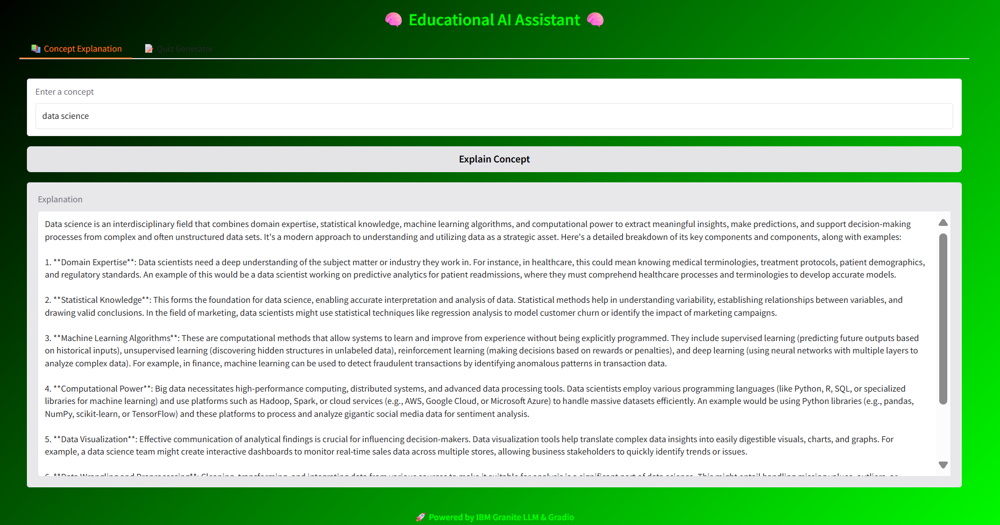 🧠 Educational AI Assistant 🧠
📚 Concept Explanation
📝 Quiz Generator
Enter a concept
data science
Explain Concept
Explanation
Data science is an interdisciplinary field that combines domain expertise, statistical knowledge, machine learning algorithms, and computational power to extract meaningful insights, make predictions, and support decision-making
processes from complex and often unstructured data sets. It's a modern approach to understanding and utilizing data as a strategic asset. Here's a detailed breakdown of its key components and components, along with examples:
1. **Domain Expertise**: Data scientists need a deep understanding of the subject matter or industry they work in. For instance, in healthcare, this could mean knowing medical terminologies, treatment protocols, patient demographics,
and regulatory standards. An example of this would be a data scientist working on predictive analytics for patient readmissions, where they must comprehend healthcare processes and terminologies to develop accurate models.
2. **Statistical Knowledge**: This forms the foundation for data science, enabling accurate interpretation and analysis of data. Statistical methods help in understanding variability, establishing relationships between variables, and
drawing valid conclusions. In the field of marketing, data scientists might use statistical techniques like regression analysis to model customer churn or identify the impact of marketing campaigns.
3. **Machine Learning Algorithms**: These are computational methods that allow systems to learn and improve from experience without being explicitly programmed. They include supervised learning (predicting future outputs based
on historical inputs), unsupervised learning (discovering hidden structures in unlabeled data), reinforcement learning (making decisions based on rewards or penalties), and deep learning (using neural networks with multiple layers to
analyze complex data). For example, in finance, machine learning can be used to detect fraudulent transactions by identifying anomalous patterns in transaction data.
4. **Computational Power**: Big data necessitates high-performance computing, distributed systems, and advanced data processing tools. Data scientists employ various programming languages (like Python, R, SQL, or specialized
libraries for machine learning) and use platforms such as Hadoop, Spark, or cloud services (e.g., AWS, Google Cloud, or Microsoft Azure) to handle massive datasets efficiently. An example would be using Python libraries (e.g., pandas,
NumPy, scikit-learn, or TensorFlow) and these platforms to process and analyze gigantic social media data for sentiment analysis.
5. **Data Visualization**: Effective communication of analytical findings is crucial for influencing decision-makers. Data visualization tools help translate complex data insights into easily digestible visuals, charts, and graphs. For
example, a data science team might create interactive dashboards to monitor real-time sales data across multiple stores, allowing business stakeholders to quickly identify trends or issues.
6. **Data Wrangling and Preprocessing**: Cleaning, transforming, and integrating data from various sources to make it suitable for analysis is a significant part of data science. This might entail handling missing values, outliers, or
🚀 Powered by IBM Granite LLM & Gradio